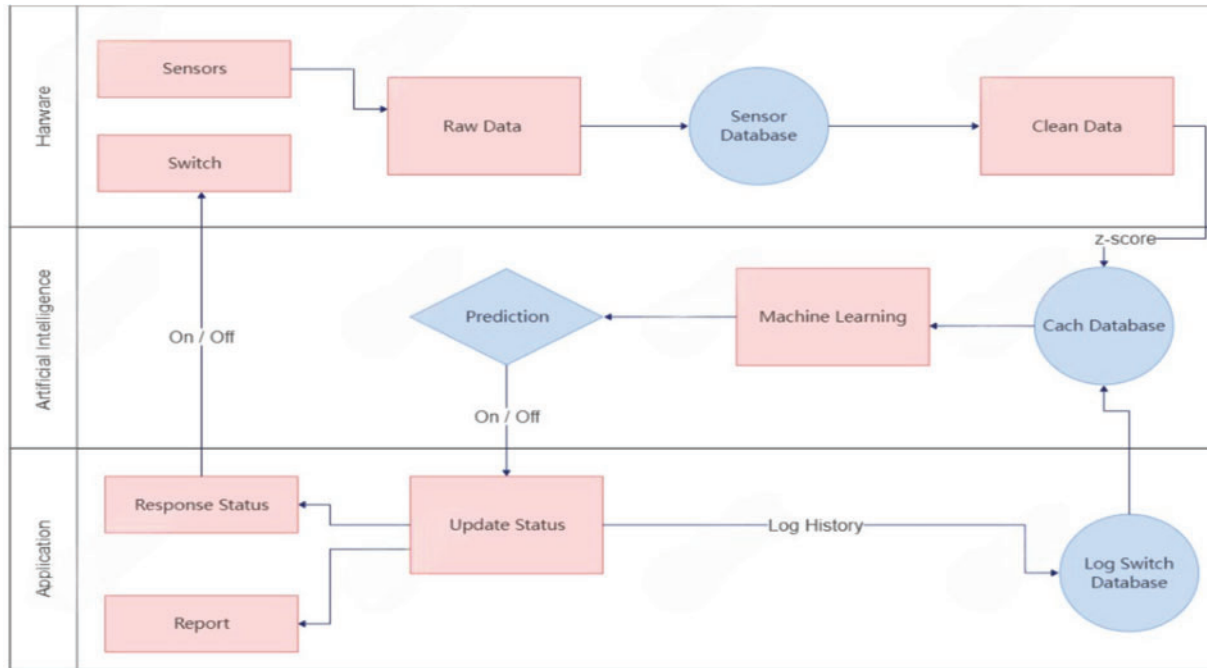 Harware
Sensors
Raw Data
Sensor
Database
Clean Data
Switch
Artificial Intelligence
z-score
Prediction
Machine Learning
Cach Database
On / Off
On / Off
Application
Response Status
Update Status
Log History
Log Switch
Database
Report